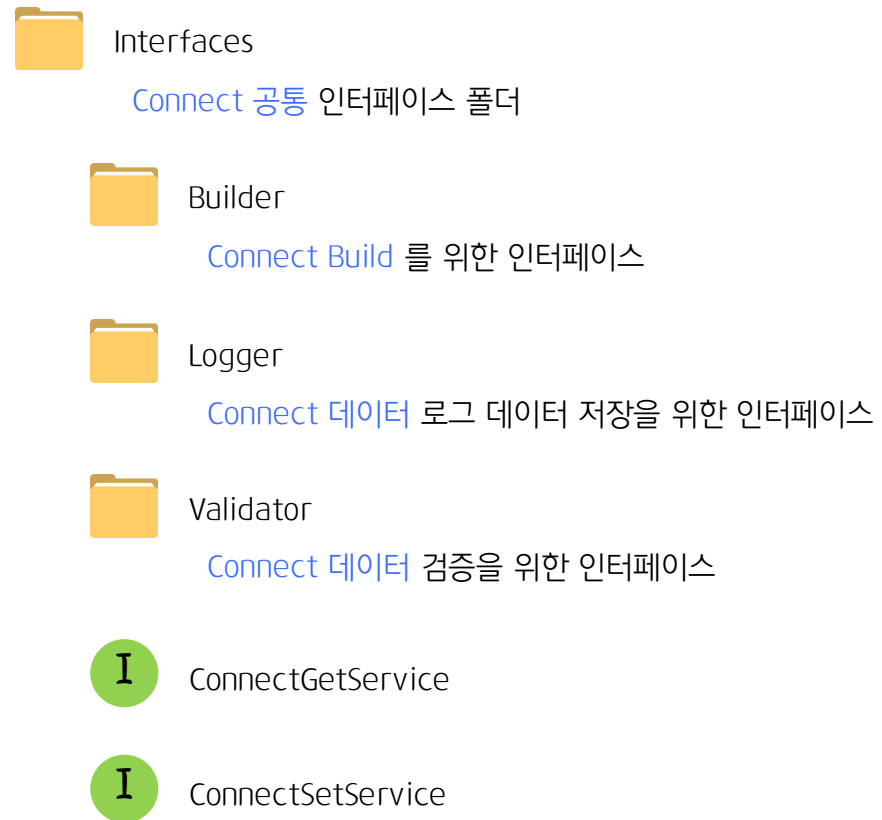 Interfaces
Connect 공통 인터페이스 폴더
Builder
Connect Build 를 위한 인터페이스
Logger
Connect 데이터 로그 데이터 저장을 위한 인터페이스
Validator
Connect 데이터 검증을 위한 인터페이스
I ConnectGetService
I ConnectSetService